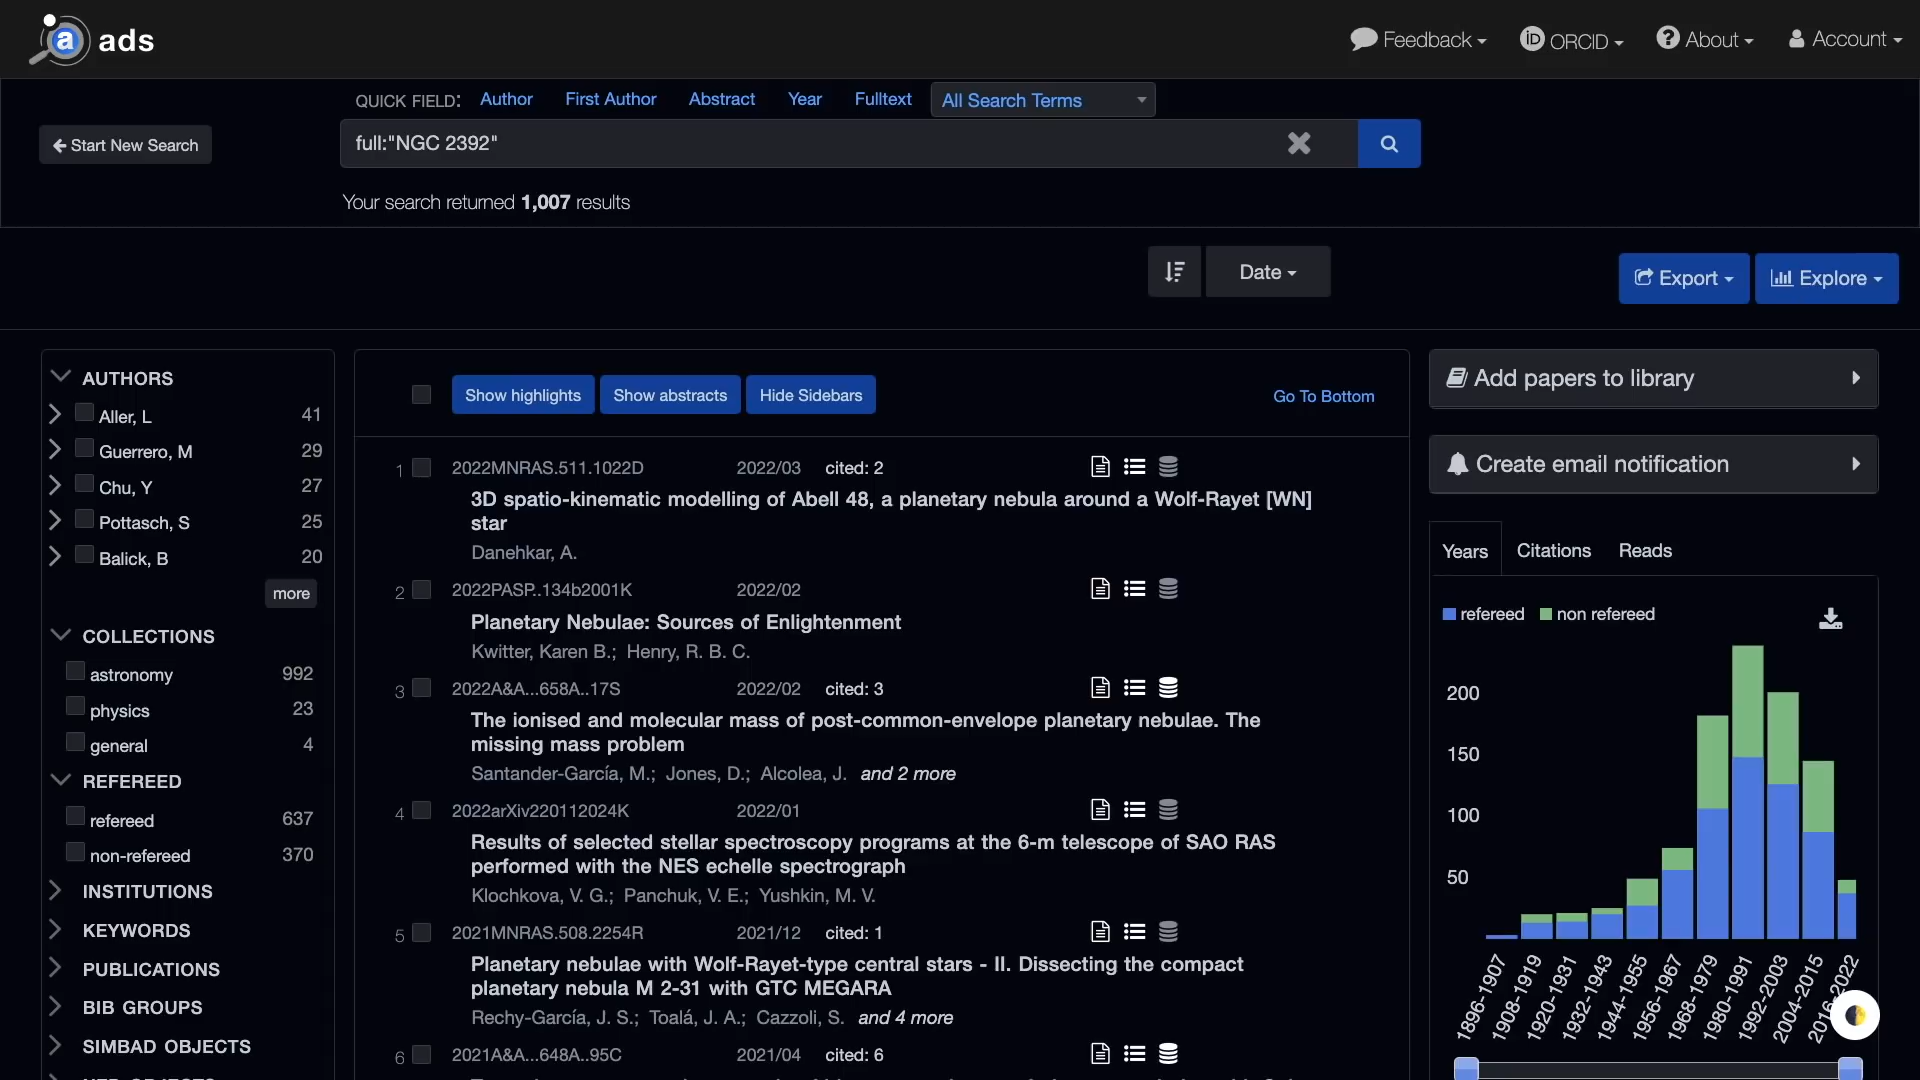 ads
Feedback
ORCID
About
Account
QUICK FIELD:
Author
First Author
Abstract
Year
Fulltext
All Search Terms
Start New Search
full:"NGC 2392"
Your search returned 1,007 results
Date
Export
Explore
AUTHORS
Aller, L 41
Guerrero, M 29
Chu, Y 27
Pottasch, S 25
Balick, B 20
more
COLLECTIONS
astronomy 992
physics 23
general 4
REFEREED
refereed 637
non-refereed 370
INSTITUTIONS
KEYWORDS
PUBLICATIONS
BIB GROUPS
SIMBAD OBJECTS
Show highlights
Show abstracts
Hide Sidebars
Go To Bottom
1 2022MNRAS.511.1022D 2022/03 cited: 2
3D spatio-kinematic modelling of Abell 48, a planetary nebula around a Wolf-Rayet [WN]
star
Danehkar, A.
2 2022PASP..134b2001K 2022/02
Planetary Nebulae: Sources of Enlightenment
Kwitter, Karen B.; Henry, R. B. C.
3 2022A&A...658A..17S 2022/02 cited: 3
The ionised and molecular mass of post-common-envelope planetary nebulae. The
missing mass problem
Santander-García, M.; Jones, D.; Alcolea, J. and 2 more
4 2022arXiv220112024K 2022/01
Results of selected stellar spectroscopy programs at the 6-m telescope of SAO RAS
performed with the NES echelle spectrograph
Klochkova, V. G.; Panchuk, V. E.; Yushkin, M. V.
5 2021MNRAS.508.2254R 2021/12 cited: 1
Planetary nebulae with Wolf-Rayet-type central stars - II. Dissecting the compact
planetary nebula M 2-31 with GTC MEGARA
Rechy-García, J. S.; Toalá, J. A.; Cazzoli, S. and 4 more
6 2021A&A...648A..95C 2021/04 cited: 6
Add papers to library
Create email notification
Years
Citations
Reads
refereed
non refereed
200
150
100
50
1896-1907
1908-1919
1920-1931
1932-1943
1944-1955
1956-1967
1968-1979
1980-1991
1992-2003
2004-2015
2016-2022